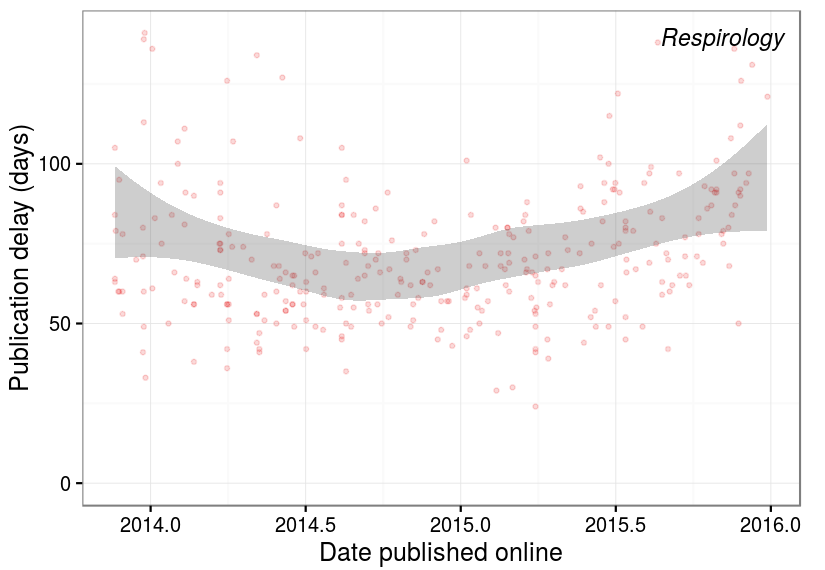 Respirology
Publication delay (days)
100
50
0
2014.0 2014.5 2015.0 2015.5 2016.0
Date published online